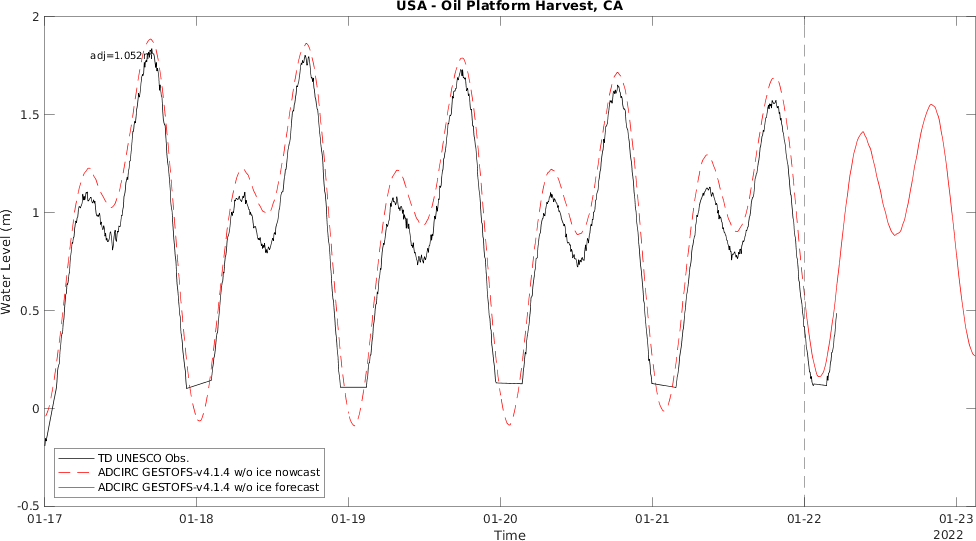 USA - Oil Platform Harvest, CA
adj=1.052m
2
1.5
1
0.5
0
-0.5
Water Level (m)
TD UNESCO Obs.
ADCIRC GESTOFS-v4.1.4 w/o ice nowcast
ADCIRC GESTOFS-v4.1.4 w/o ice forecast
01-17 01-18 01-19 01-20 01-21 01-22 01-23
Time 2022